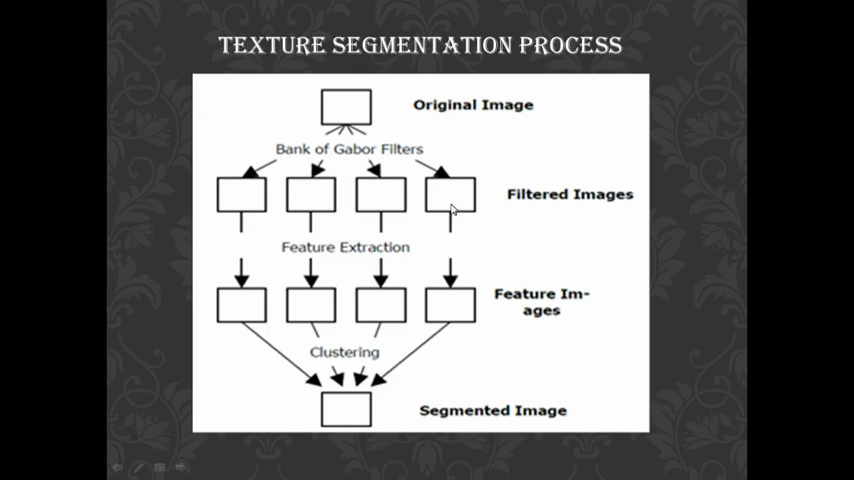 TEXTURE SEGMENTATION PROCESS
Original Image
Bank of Gabor Filters
Filtered Images
Feature Extraction
Feature Im-
ages
Clustering
Segmented Image